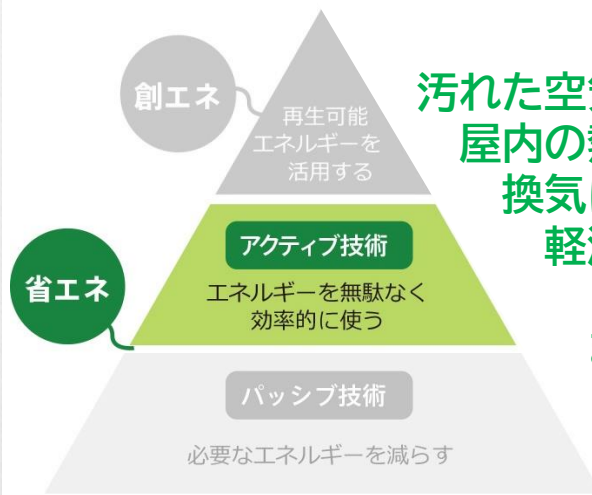 創エネ
再生可能
エネルギーを
活用する
汚れた空
屋内の
換気
軽
省エネ
アクティブ技術
エネルギーを無駄なく
効率的に使う
パッシブ技術
必要なエネルギーを減らす